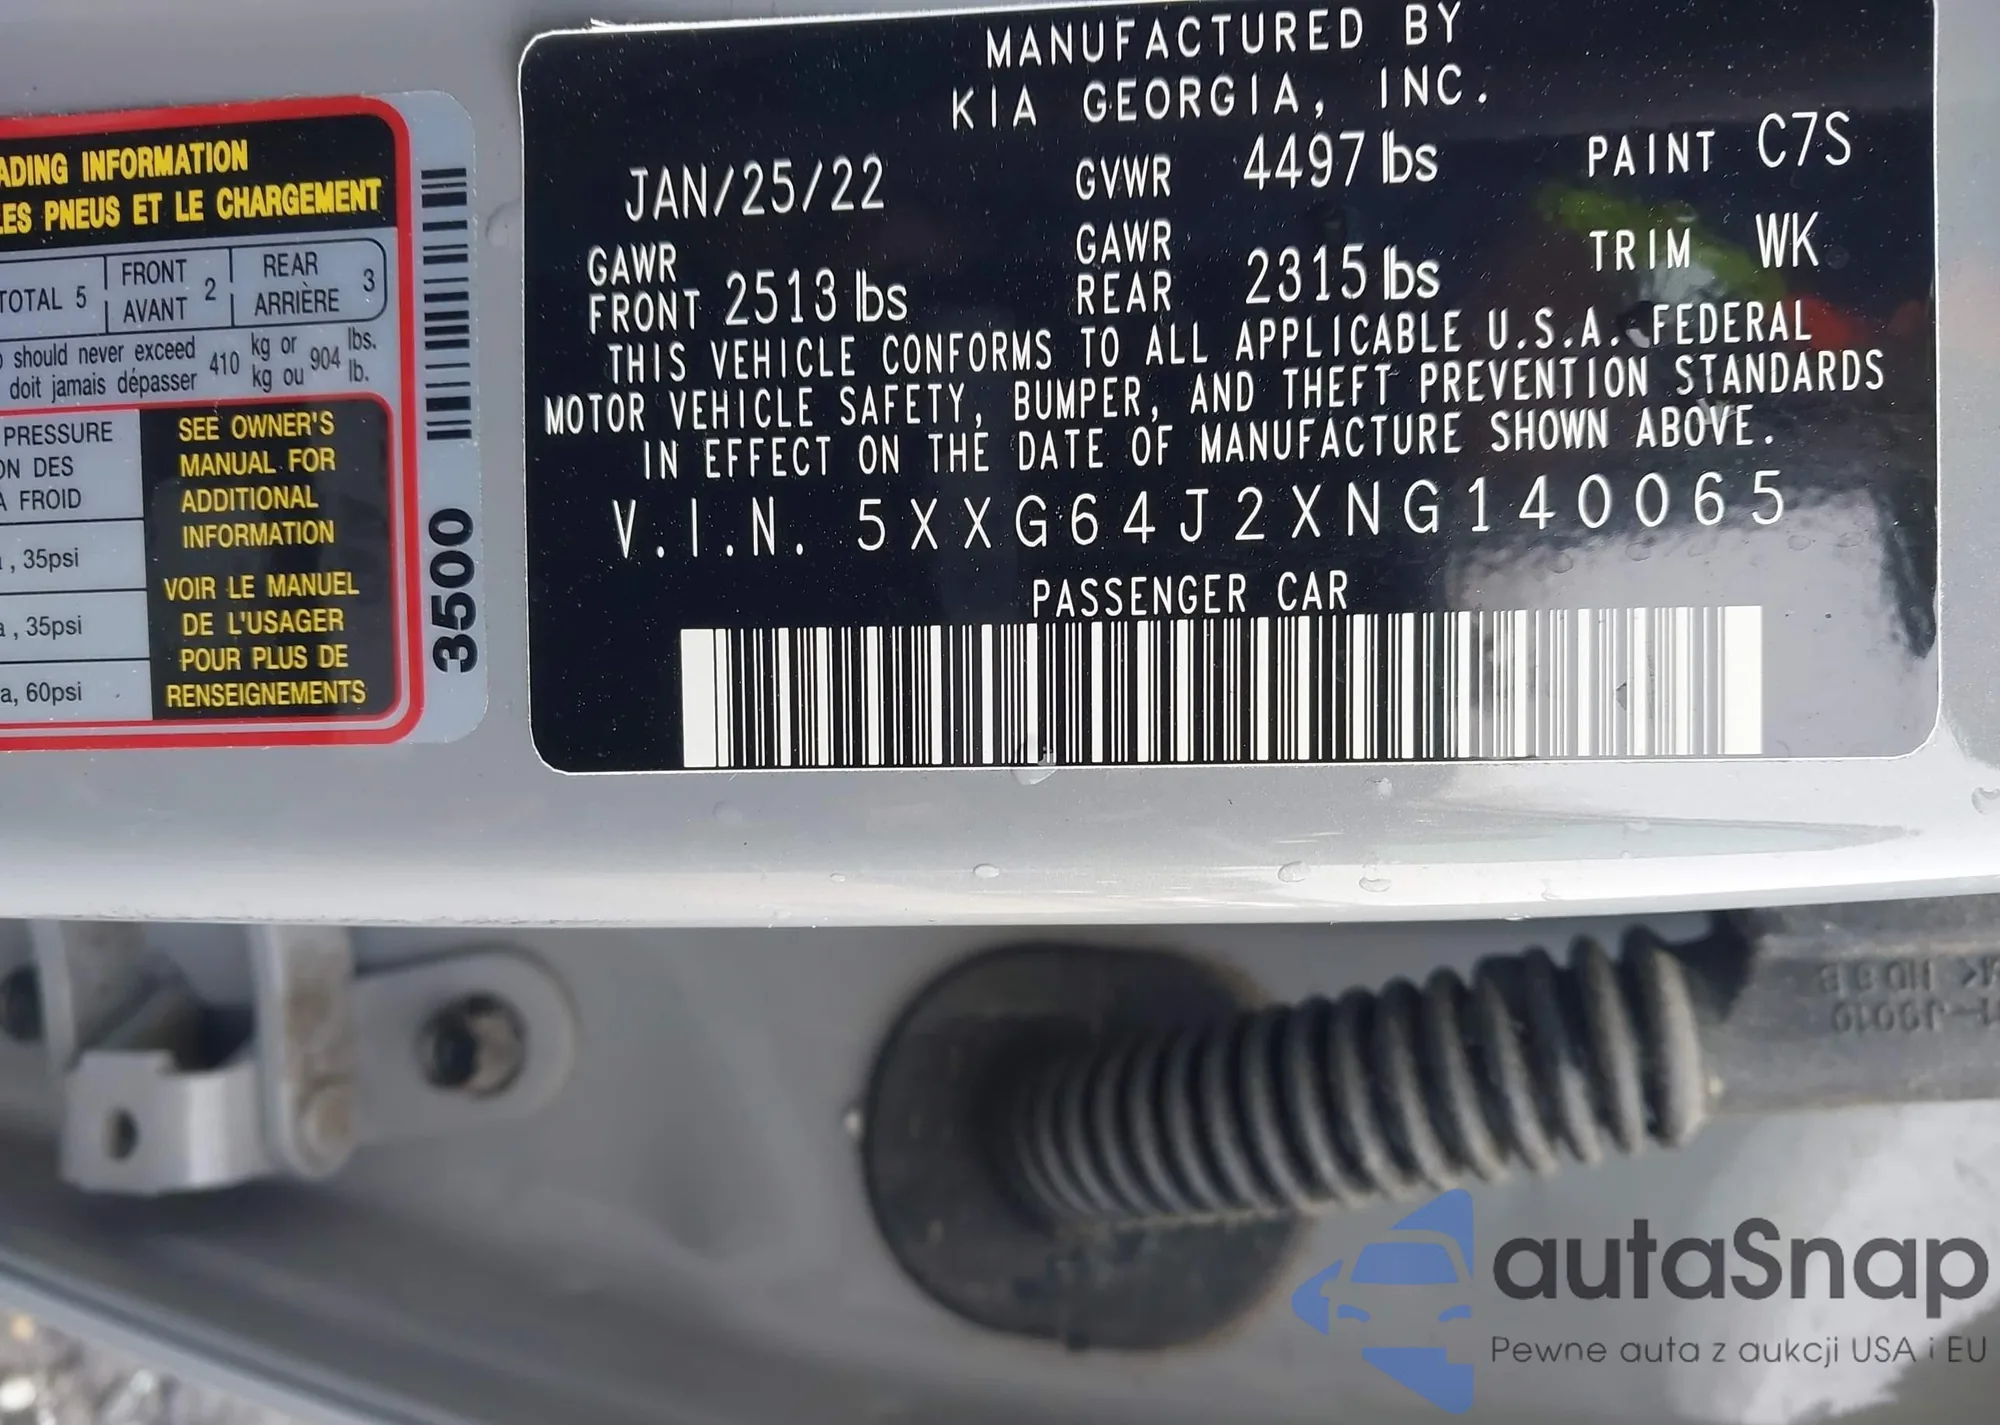 ADING INFORMATION
LES PNEUS ET LE CHARGEMENT
TOTAL 5
FRONT
AVANT
2
REAR
ARRIÈRE
3
should never exceed
doit jamais dépasser
410
kg or
kg ou
904
lbs.
lb.
PRESSURE
ON DES
A FROID
, 35psi
a, 35psi
a, 60psi
SEE OWNER'S
MANUAL FOR
ADDITIONAL
INFORMATION
VOIR LE MANUEL
DE L'USAGER
POUR PLUS DE
RENSEIGNEMENTS
3500
MANUFACTURED BY
KIA GEORGIA, INC.
JAN/25/22
GVWR 4497 lbs
PAINT C7S
GAWR
FRONT 2513 lbs
GAWR
REAR 2315 lbs
TRIM WK
THIS VEHICLE CONFORMS TO ALL APPLICABLE U.S.A. FEDERAL
MOTOR VEHICLE SAFETY, BUMPER, AND THEFT PREVENTION STANDARDS
IN EFFECT ON THE DATE OF MANUFACTURE SHOWN ABOVE.
V.I.N. 5XXG64J2XNG140065
PASSENGER CAR
autaSnap
Pewne auta z aukcji USA i EU